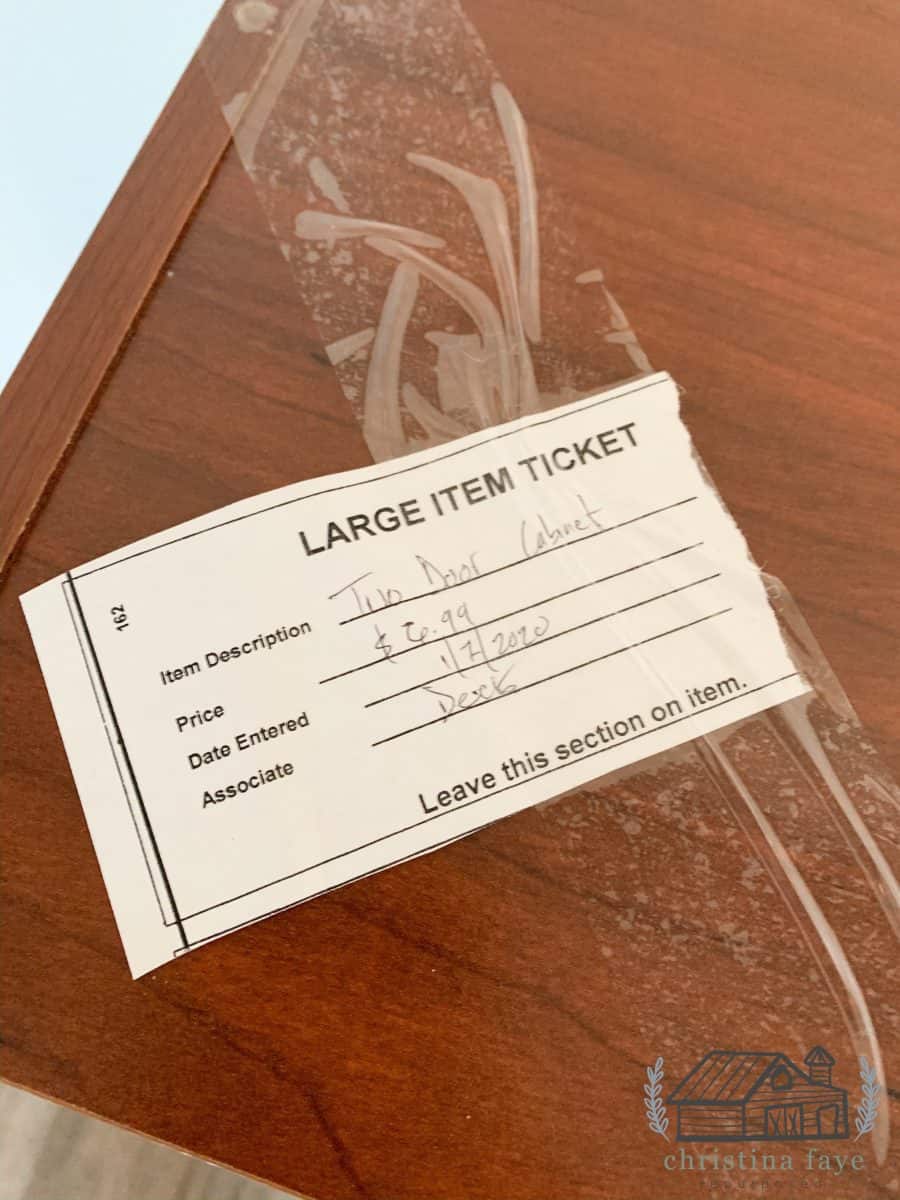 LARGE ITEM TICKET
162
Item Description Two Door Cabinet
Price $6.99
Date Entered 1/7/2020
Associate
Leave this section on item.
christina faye
repurposed